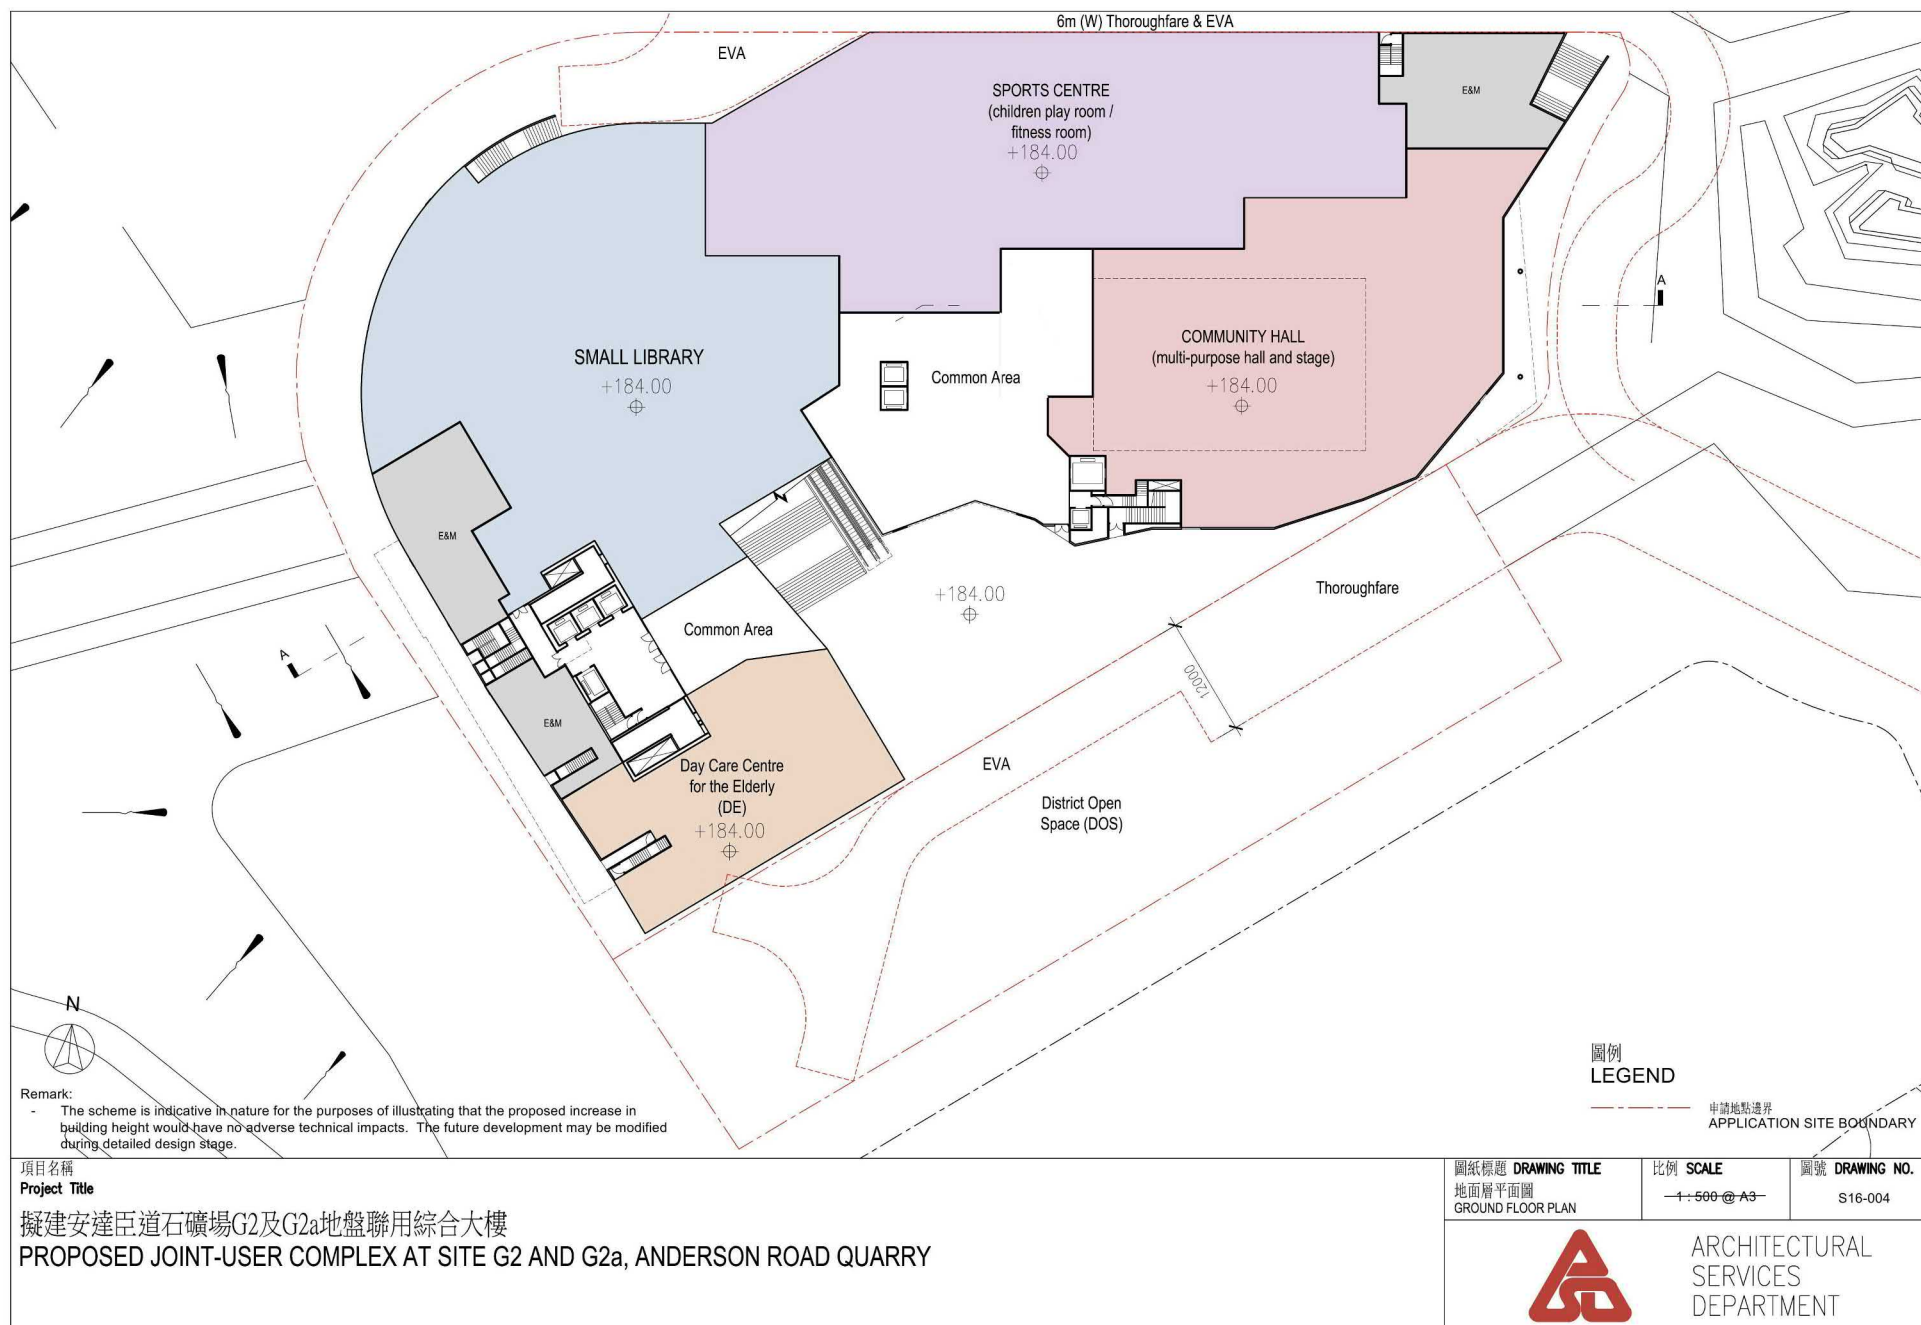 6m (W) Thoroughfare & EVA
EVA
SPORTS CENTRE
(children play room /
fitness room)
+184.00
E&M
SMALL LIBRARY
+184.00
Common Area
COMMUNITY HALL
(multi-purpose hall and stage)
+184.00
A
E&M
+184.00
Thoroughfare
Common Area
A
12000
E&M
EVA
Day Care Centre
for the Elderly
(DE)
+184.00
District Open
Space (DOS)
N
Remark:
- The scheme is indicative in nature for the purposes of illustrating that the proposed increase in
building height would have no adverse technical impacts. The future development may be modified
during detailed design stage.
圖例
LEGEND
申請地點邊界
APPLICATION SITE BOUNDARY
項目名稱
Project Title
擬建安達臣道石礦場G2及G2a地盤聯用綜合大樓
PROPOSED JOINT-USER COMPLEX AT SITE G2 AND G2a, ANDERSON ROAD QUARRY
圖紙標題 DRAWING TITLE
地面層平面圖
GROUND FLOOR PLAN
比例 SCALE
1 : 500 @ A3
圖號 DRAWING NO.
S16-004
ARCHITECTURAL
SERVICES
DEPARTMENT